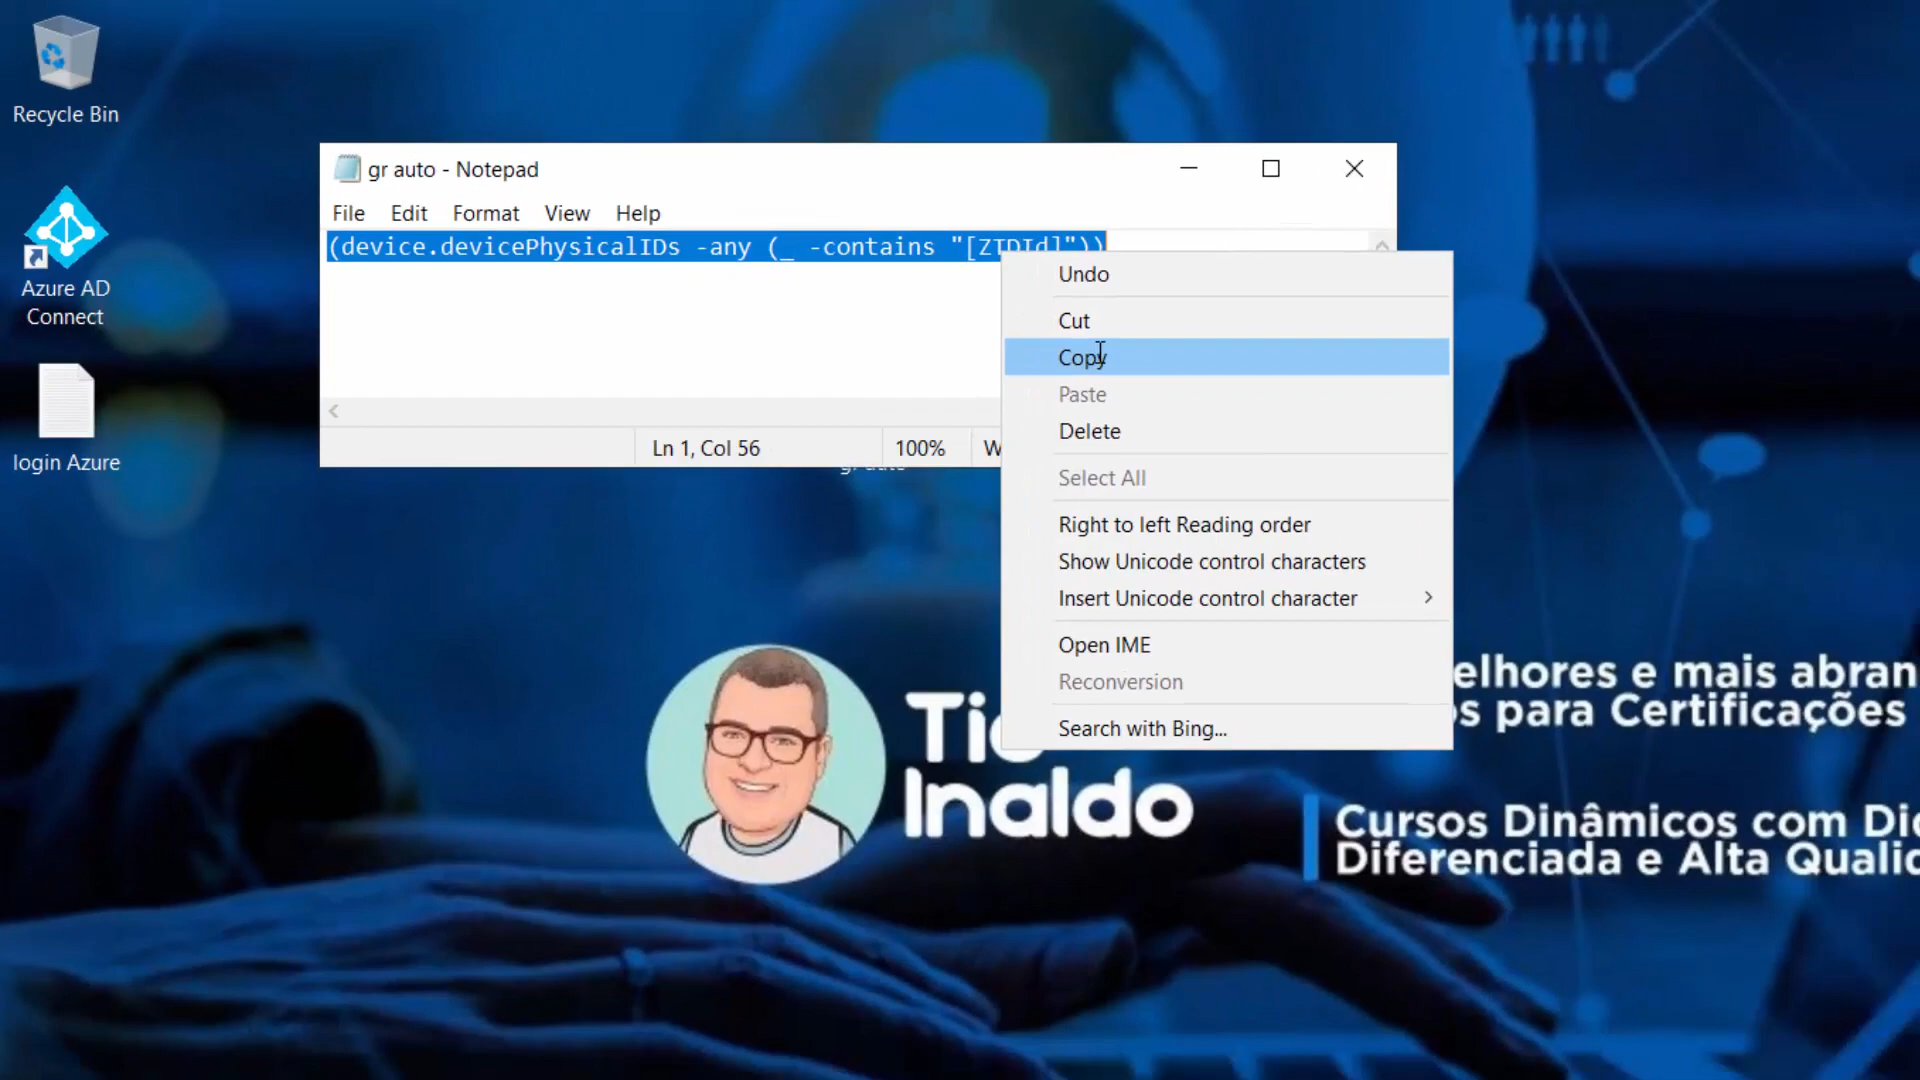 Recycle Bin
Azure AD
Connect
login Azure
gr auto - Notepad
File Edit Format View Help
(device.devicePhysicalIDs -any (_ -contains "[ZTDId]"))
Ln 1, Col 56 100% W
gr auto
Undo
Cut
Copy
Paste
Delete
Select All
Right to left Reading order
Show Unicode control characters
Insert Unicode control character
Open IME
Reconversion
Search with Bing...
Inaldo
elhores e mais abran
s para Certificações
Cursos Dinâmicos com Di
Diferenciada e Alta Quali